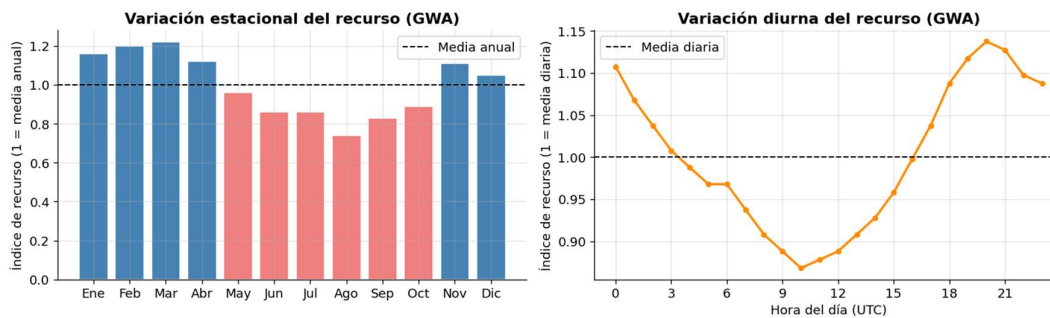 Variación estacional del recurso (GWA)
Índice de recurso (1 = media anual)
1.2
1.0
0.8
0.6
0.4
0.2
0.0
Media anual
Ene Feb Mar Abr May Jun Jul Ago Sep Oct Nov Dic
Variación diurna del recurso (GWA)
Índice de recurso (1 = media diaria)
1.15
1.10
1.05
1.00
0.95
0.90
Media diaria
0 3 6 9 12 15 18 21
Hora del día (UTC)